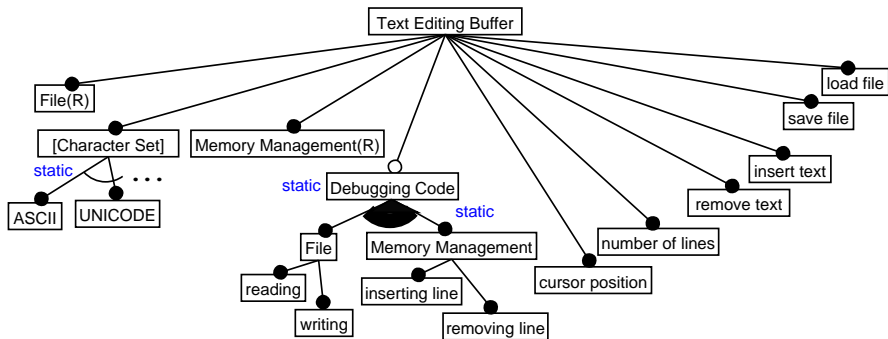 Text Editing Buffer
load file
File(R)
save file
[Character Set]
Memory Management(R)
insert text
static
...
static
Debugging Code
remove text
ASCII
UNICODE
static
File
Memory Management
number of lines
reading
inserting line
cursor position
writing
removing line